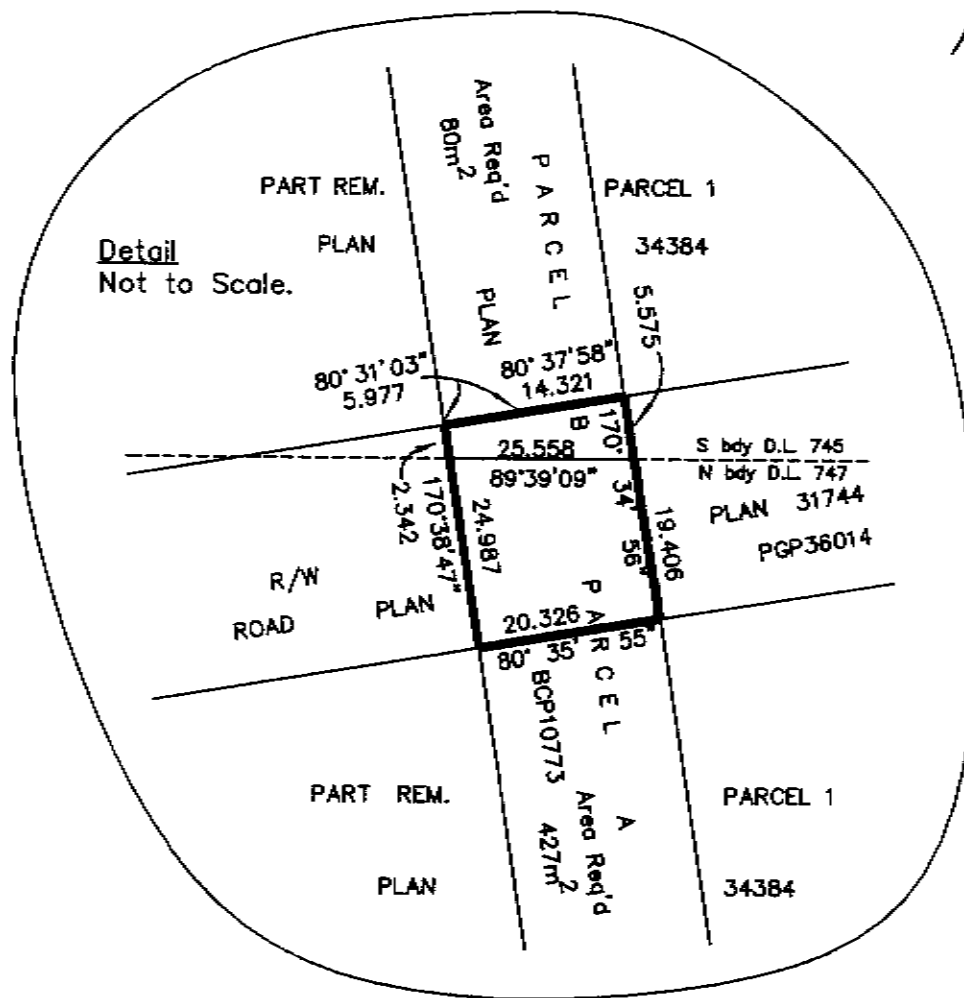 Area Req'd
80m²
PARCEL
PART REM.
PARCEL 1
PLAN
34384
Detail
Not to Scale.
PLAN
5.575
80° 31' 03"
5.977
80° 37'58"
14.321
B
170° 34' 56"
25.558
89°39'09"
S bdy D.L. 745
N bdy D.L. 747
2.342
170°38'47"
24.987
19.406
PLAN 31744
PGP36014
R/W
ROAD PLAN
20.326
80° 35' 55"
PARCEL A
BCP10773
Area Req'd
427m²
PART REM.
PARCEL 1
PLAN
34384